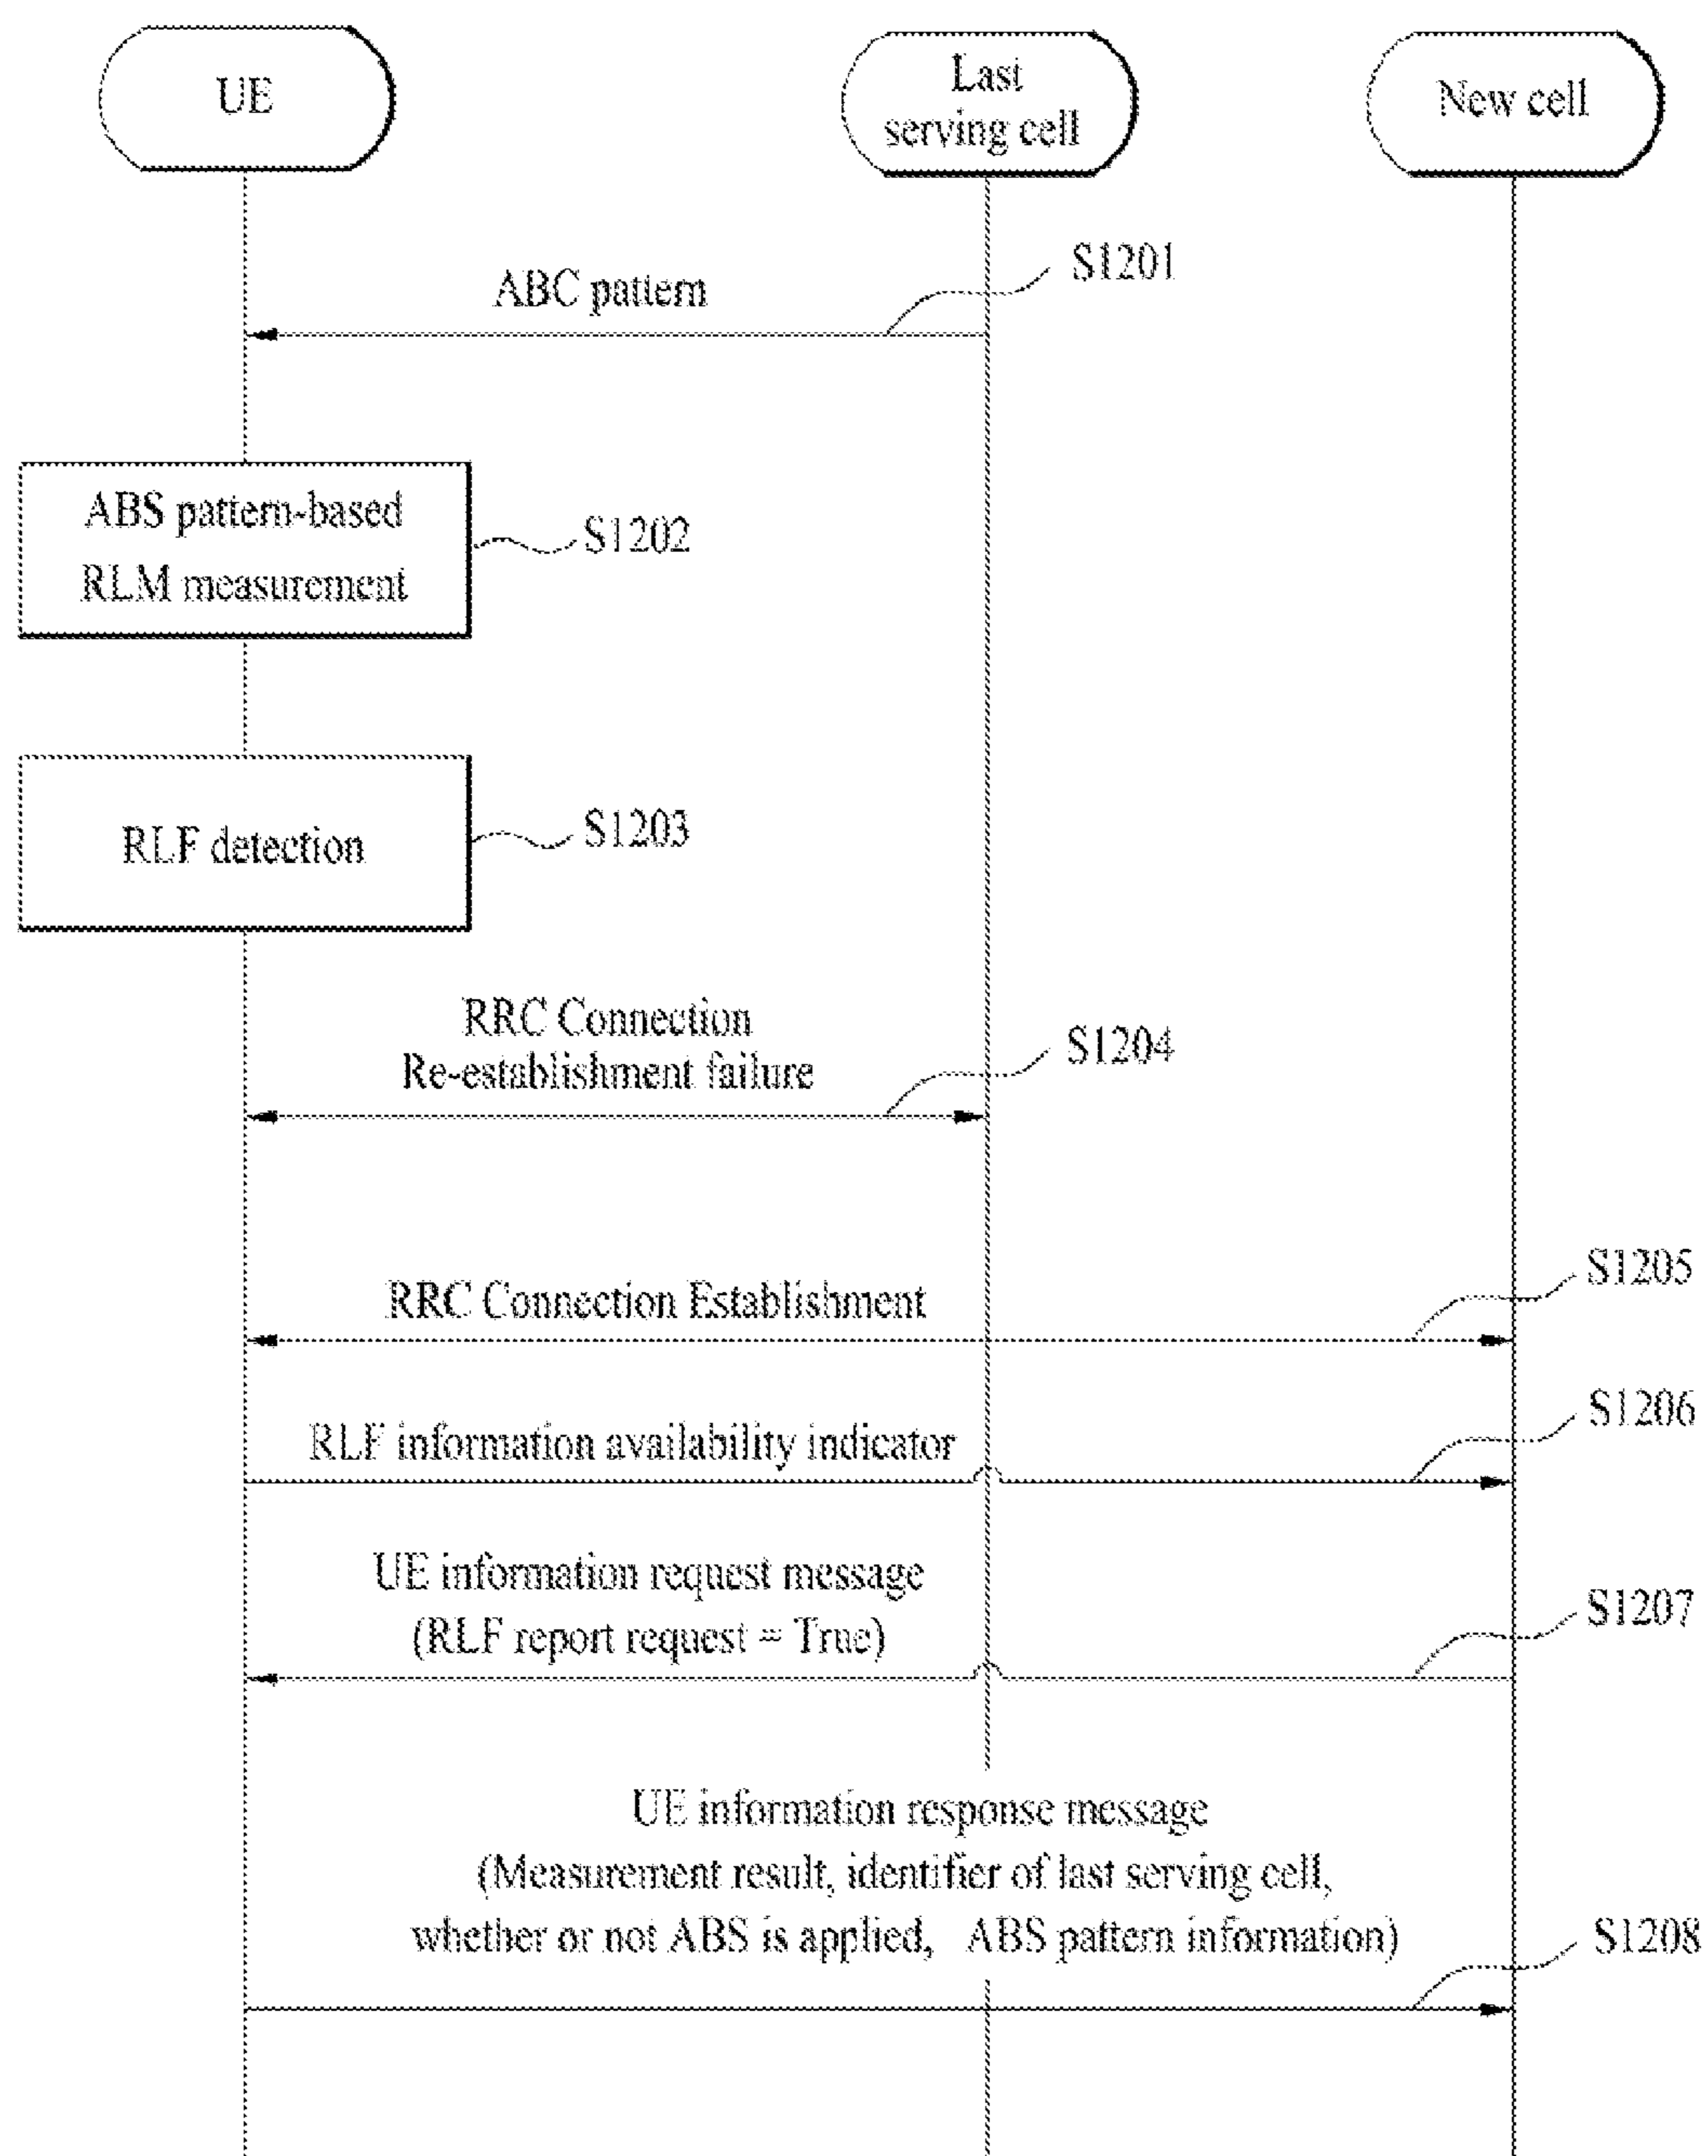 UE
Last
serving cell
New cell
ABC pattern
S1201
ABS pattern-based
RLM measurement
S1202
RLF detection
S1203
RRC Connection
Re-establishment failure
S1204
RRC Connection Establishment
S1205
RLF information availability indicator
S1206
UE information request message
(RLF report request = True)
S1207
UE information response message
(Measurement result, identifier of last serving cell,
whether or not ABS is applied, ABS pattern information)
S1208